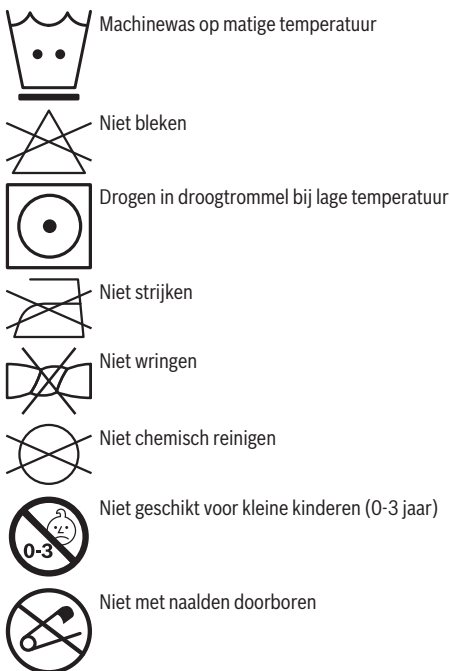 Machinewas op matige temperatuur
Niet bleken
Drogen in droogtrommel bij lage temperatuur
Niet strijken
Niet wringen
Niet chemisch reinigen
Niet geschikt voor kleine kinderen (0-3 jaar)
0-3
Niet met naalden doorboren